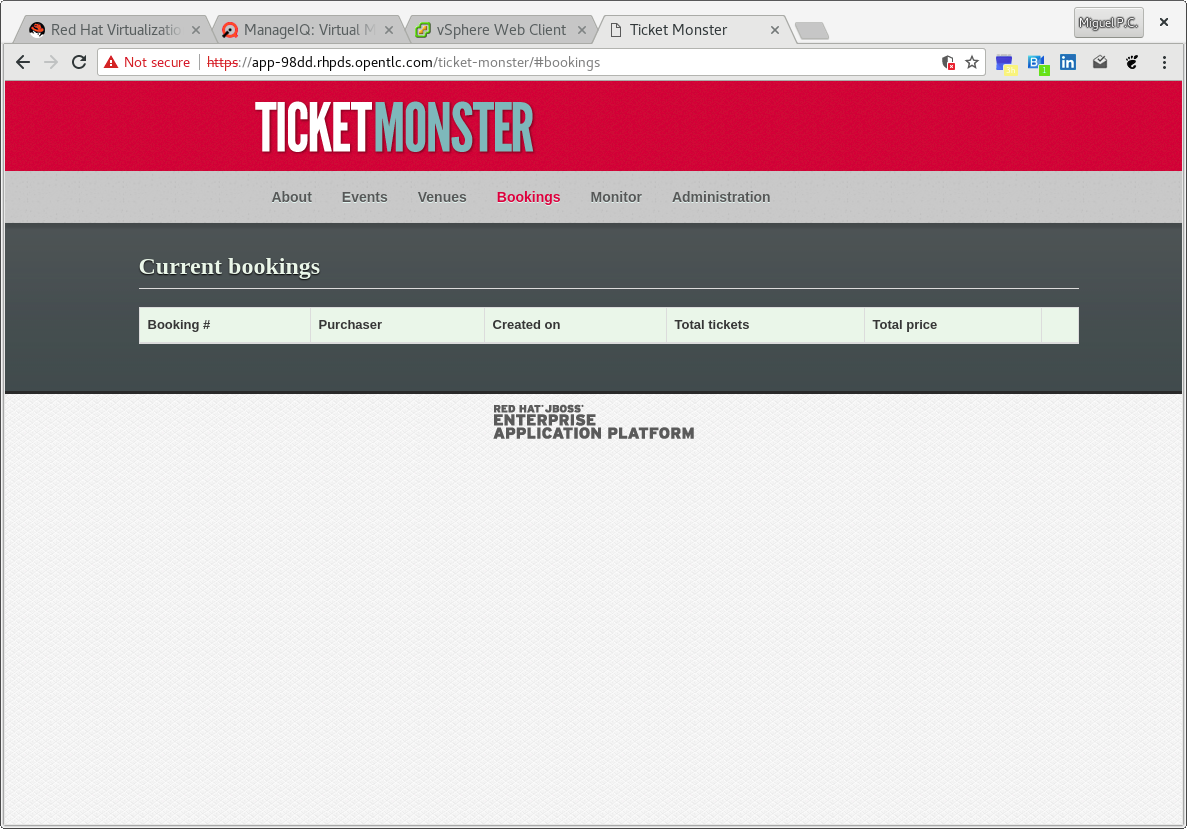 Red Hat Virtualizatio
ManageIQ: Virtual M
vSphere Web Client
Ticket Monster
Miguel P.C.
Not secure
https://app-98dd.rhpds.opentlc.com/ticket-monster/#bookings
1
TICKETMONSTER
About Events Venues Bookings Monitor Administration
Current bookings
Booking # Purchaser Created on Total tickets Total price
RED HAT® JBOSS®
ENTERPRISE
APPLICATION PLATFORM